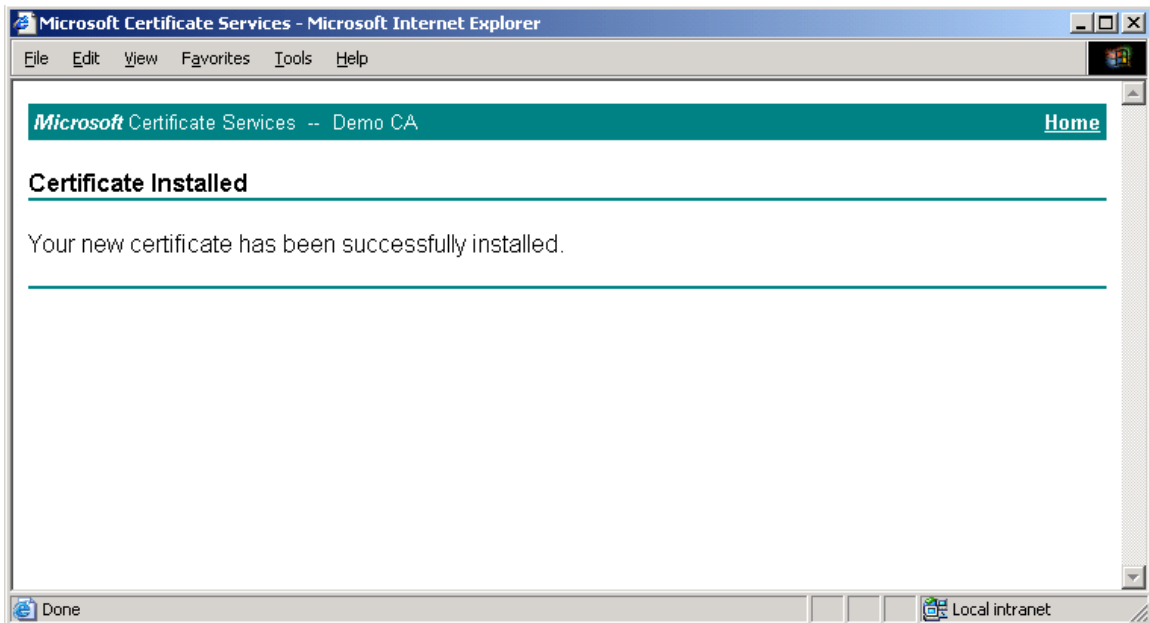 Microsoft Certificate Services - Microsoft Internet Explorer
File Edit View Favorites Tools Help
Microsoft Certificate Services -- Demo CA Home
Certificate Installed
Your new certificate has been successfully installed.
Done Local intranet